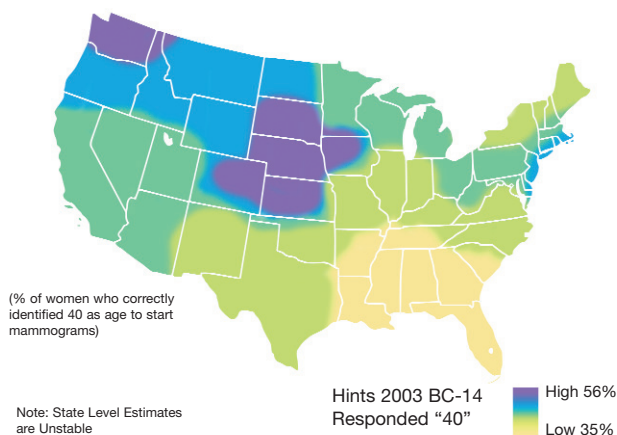 (% of women who correctly
identified 40 as age to start
mammograms)
Note: State Level Estimates
are Unstable
Hints 2003 BC-14
Responded “40”
High 56%
Low 35%